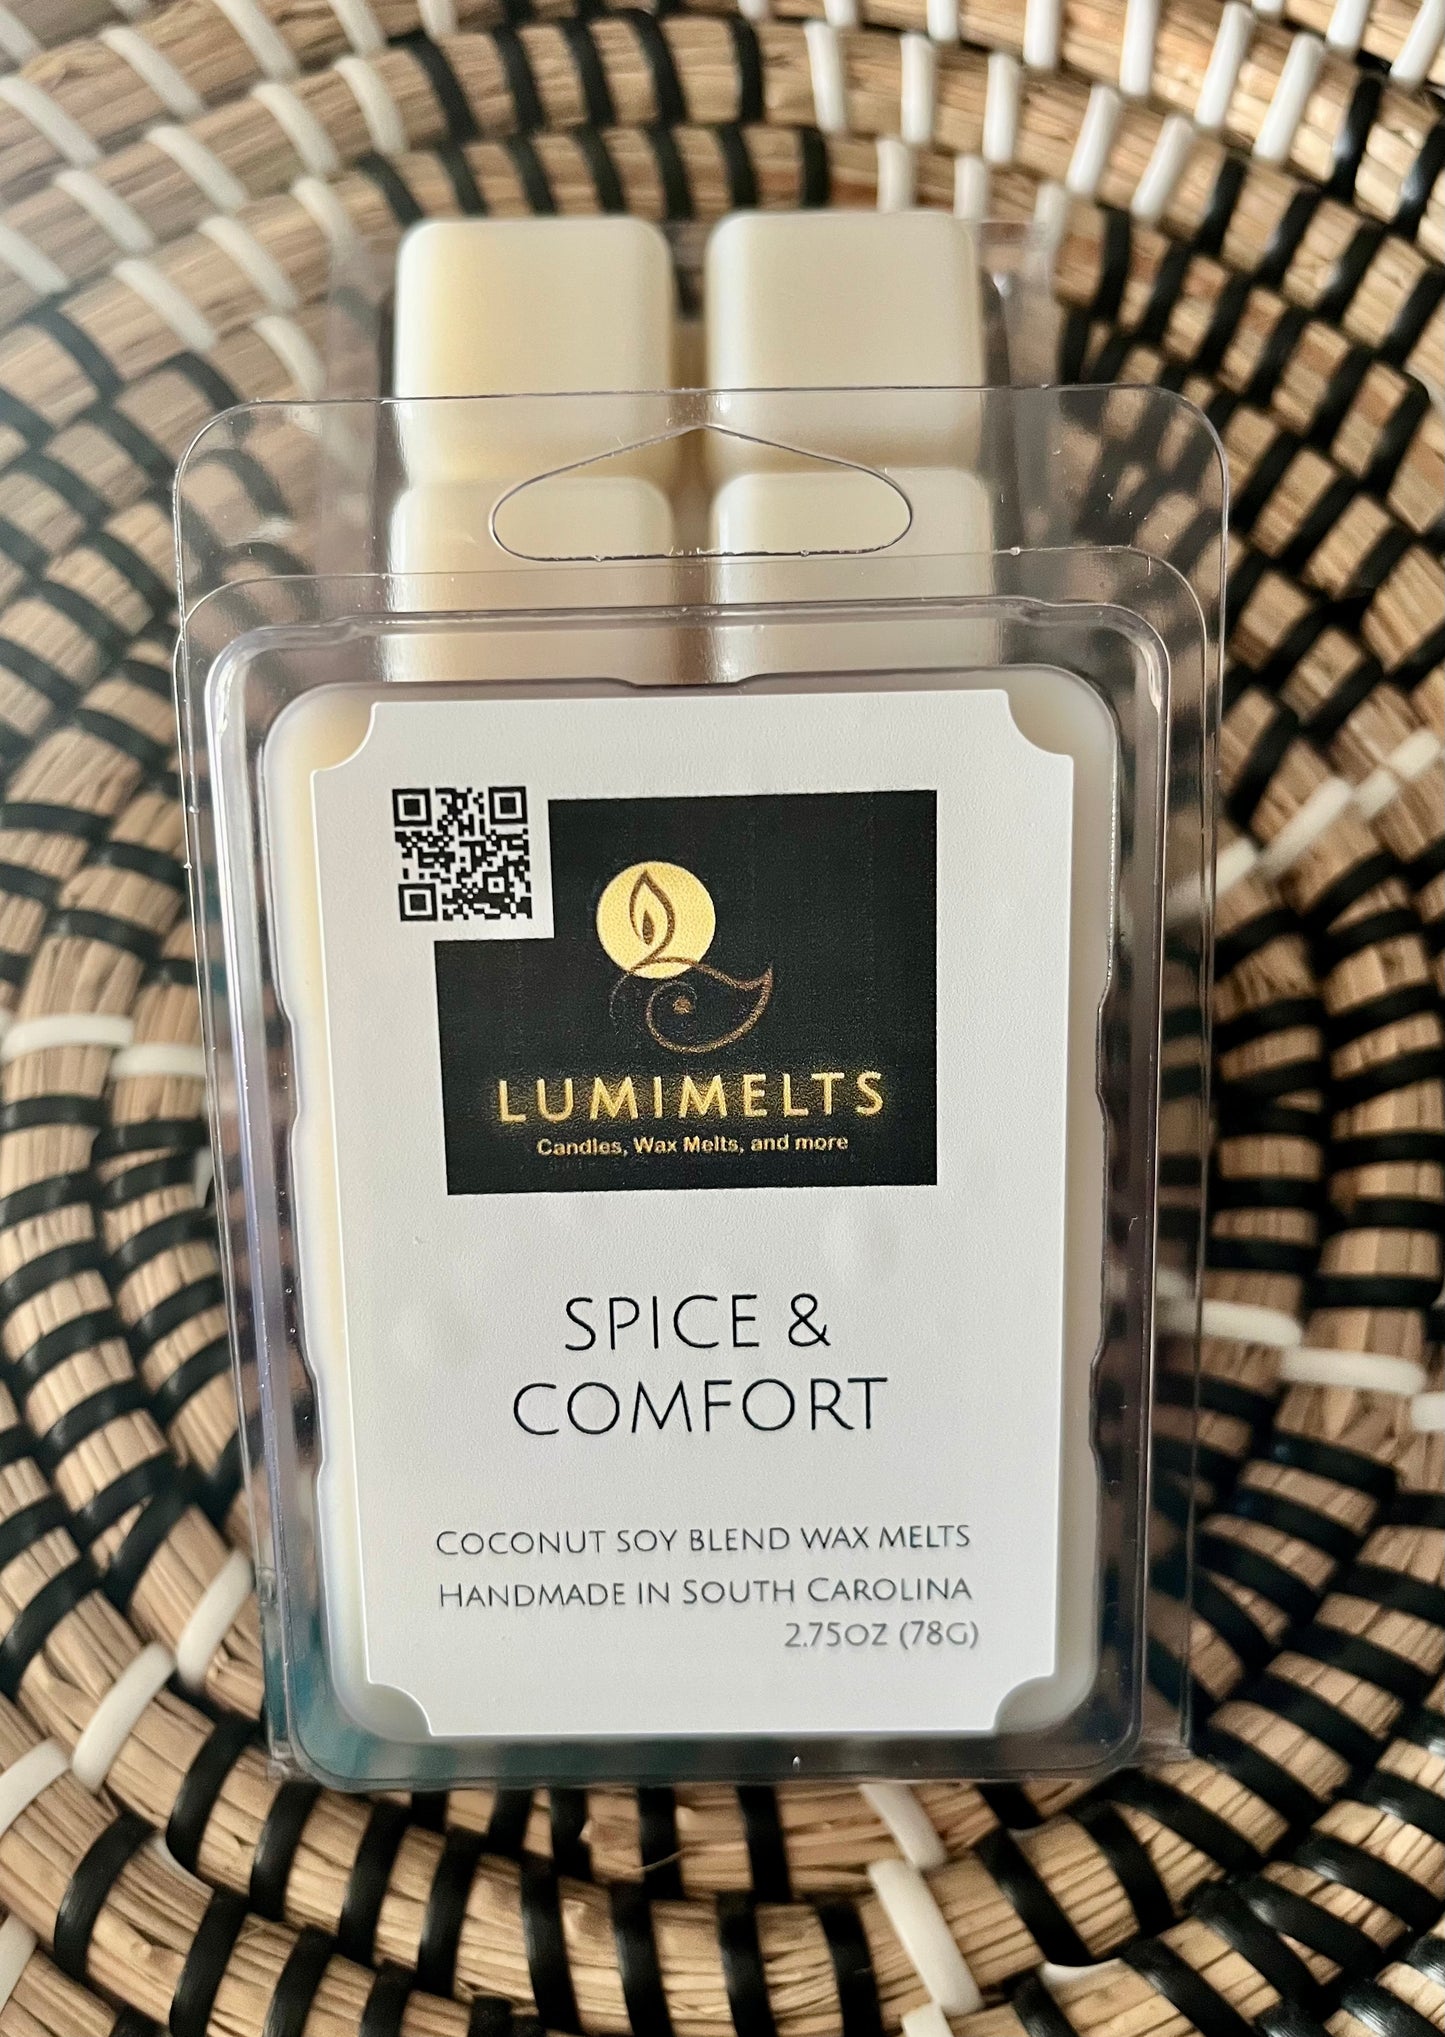 LUMIMELTS
Candles, Wax Melts, and more
SPICE &
COMFORT
COCONUT SOY BLEND WAX MELTS
HANDMADE IN SOUTH CAROLINA
2.75OZ (78G)